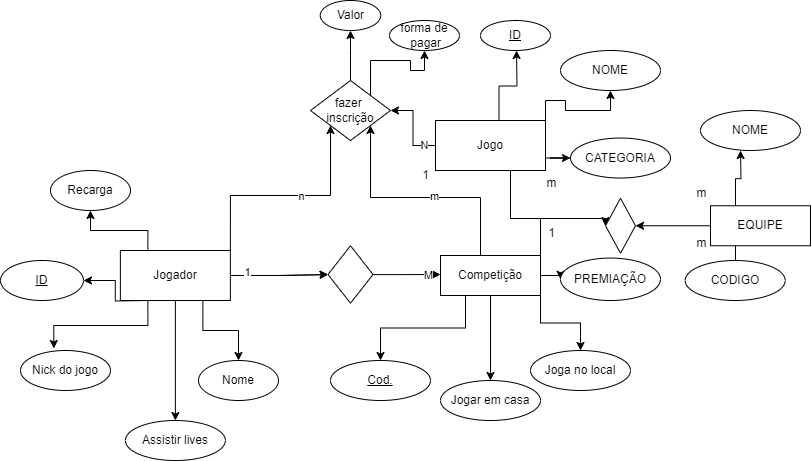 Valor
forma de
pagar
ID
NOME
fazer
inscrição
NOME
N
Jogo
CATEGORIA
1
m
Recarga
n
m
m
EQUIPE
1
m
Jogador
ID
1
M
Competição
PREMIAÇÃO
CODIGO
Nick do jogo
Nome
Cod.
Joga no local
Jogar em casa
Assistir lives